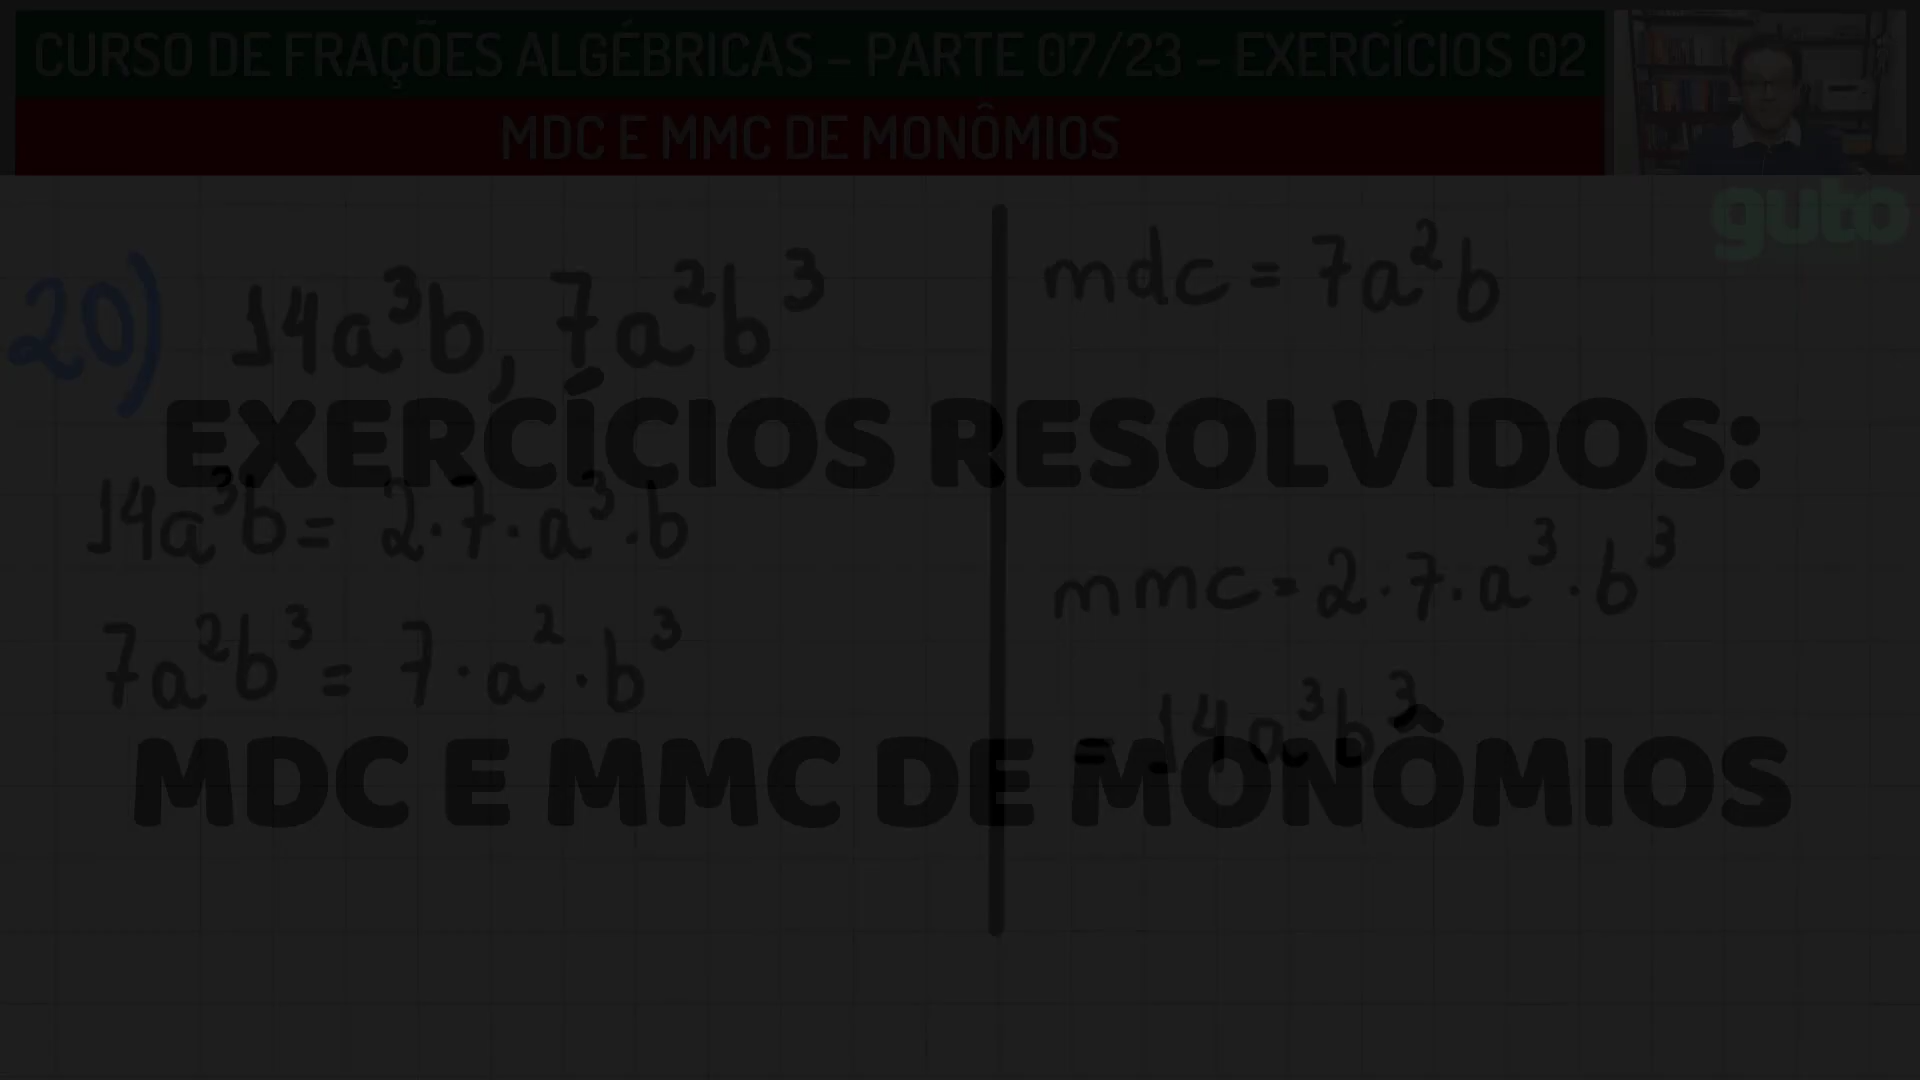 CURSO DE FRAÇÕES ALGÉBRICAS – PARTE 07/23 – EXERCÍCIOS 02
MDC E MMC DE MONÔMIOS
guto
20) 14a³b, 7a²b³
14a³b = 2·7·a³·b
7a²b³ = 7·a²·b³
mdc = 7a²b
mmc = 2·7·a³·b³
= 14a³b³
EXERCÍCIOS RESOLVIDOS:
MDC E MMC DE MONÔMIOS